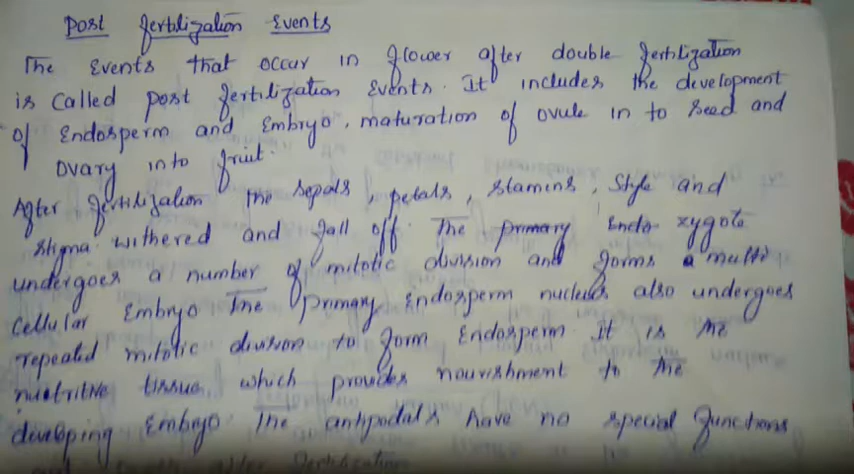 Post fertilization Events
The Events that occur in flower after double fertilization
is called post fertilization Events. It includes the development
of Endosperm and Embryo, maturation of ovule in to seed and
ovary into fruit.
After fertilization the sepals, petals, stamens, style and
stigma withered and fall off. The primary Endo- xygote
undergoes a number of mitotic division and forms a multi
cellular Embryo The primary Endosperm nucleus also undergoes
repeated mitotic division to form Endosperm It is the
nutritive tissue, which provides nourishment to the
developing Embryo. The antipodals have no special functions